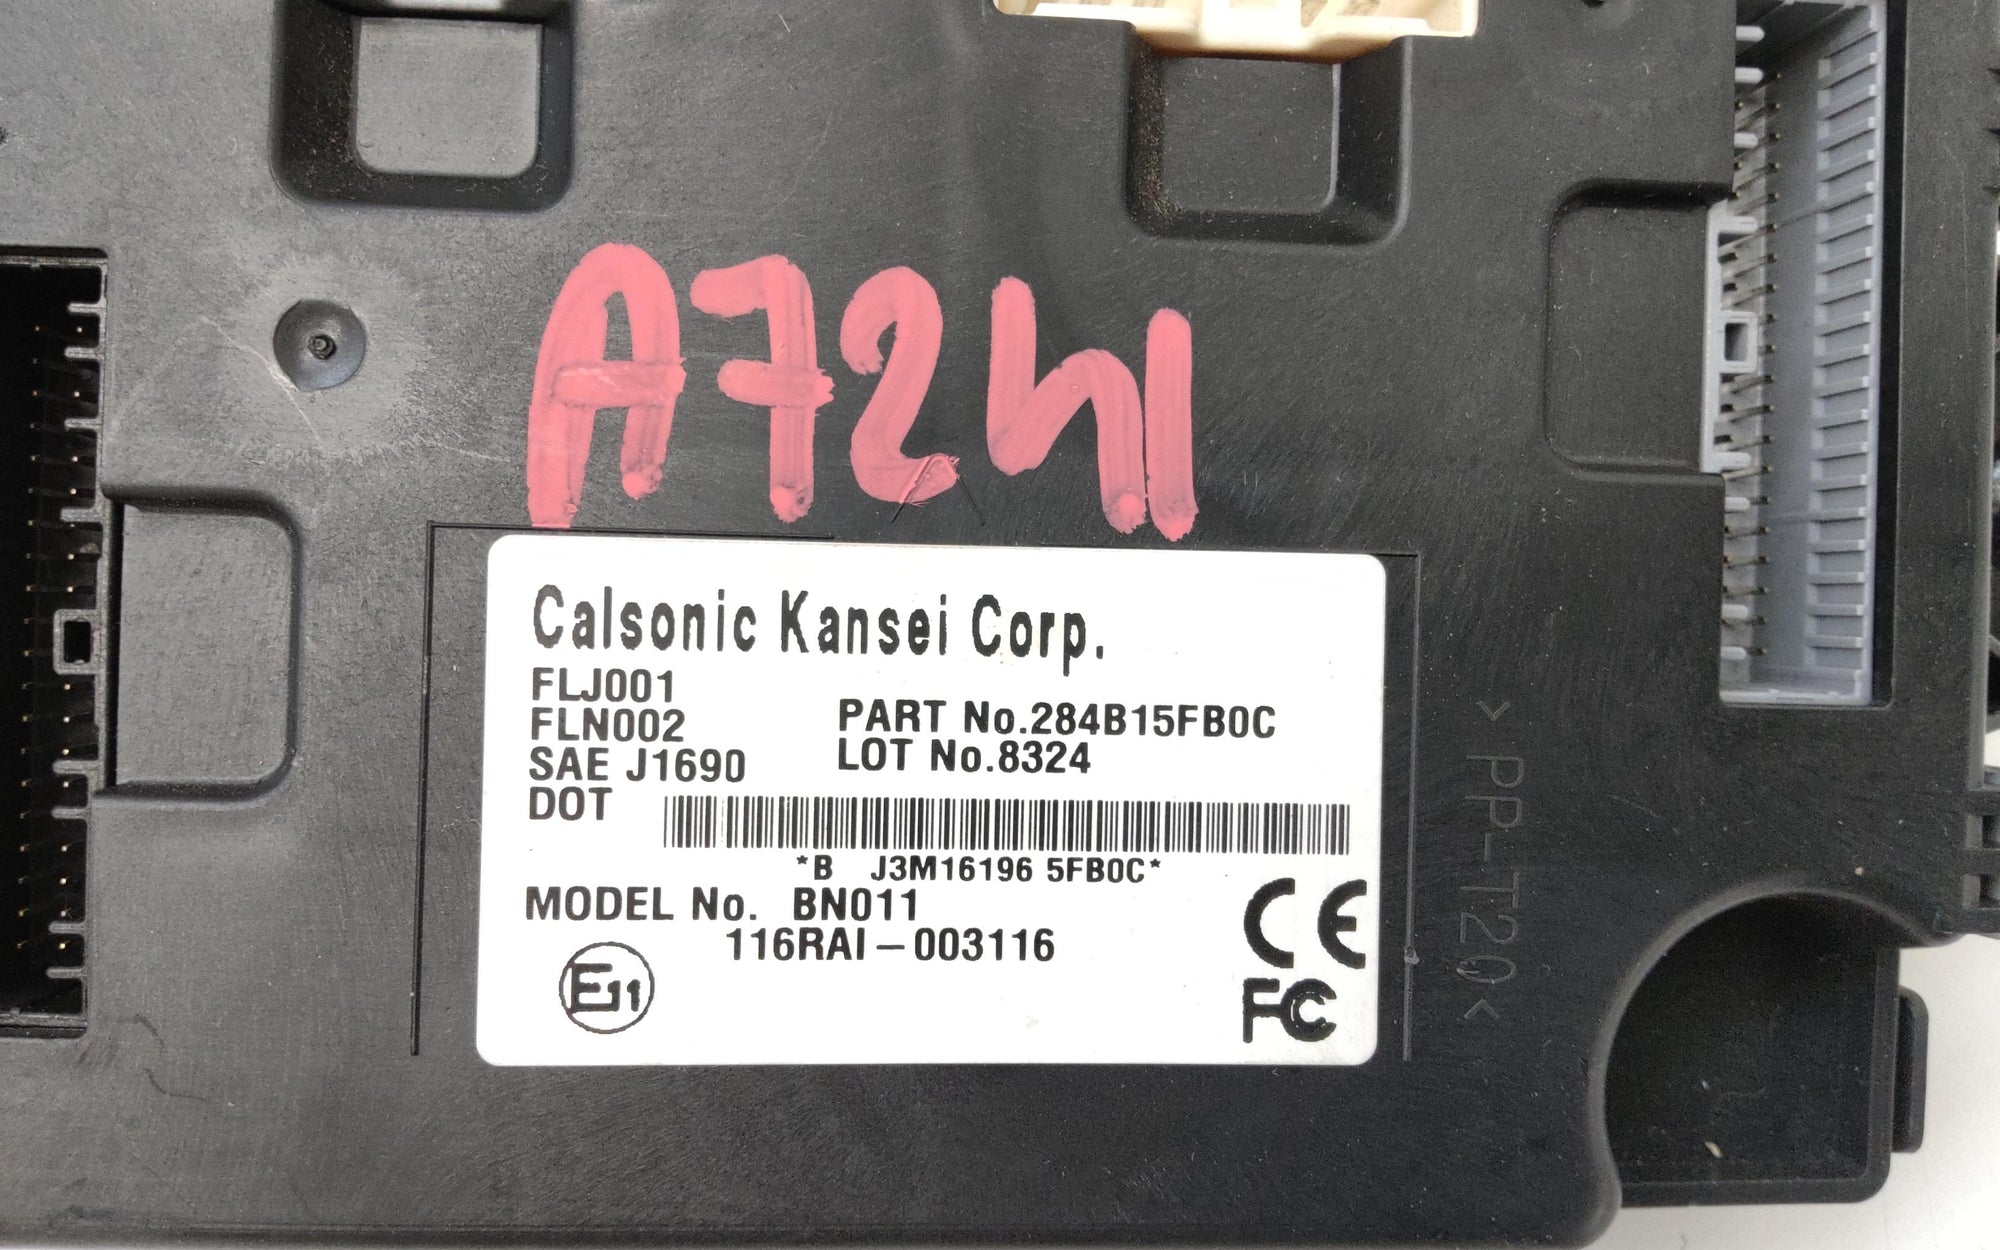 A7241
Calsonic Kansei Corp.
FLJ001
FLN002
SAE J1690
DOT
PART No.284B15FB0C
LOT No.8324
*B J3M16196 5FB0C*
MODEL No. BN011
116RAI-003116
E11
CE
FC
>PP-T20<